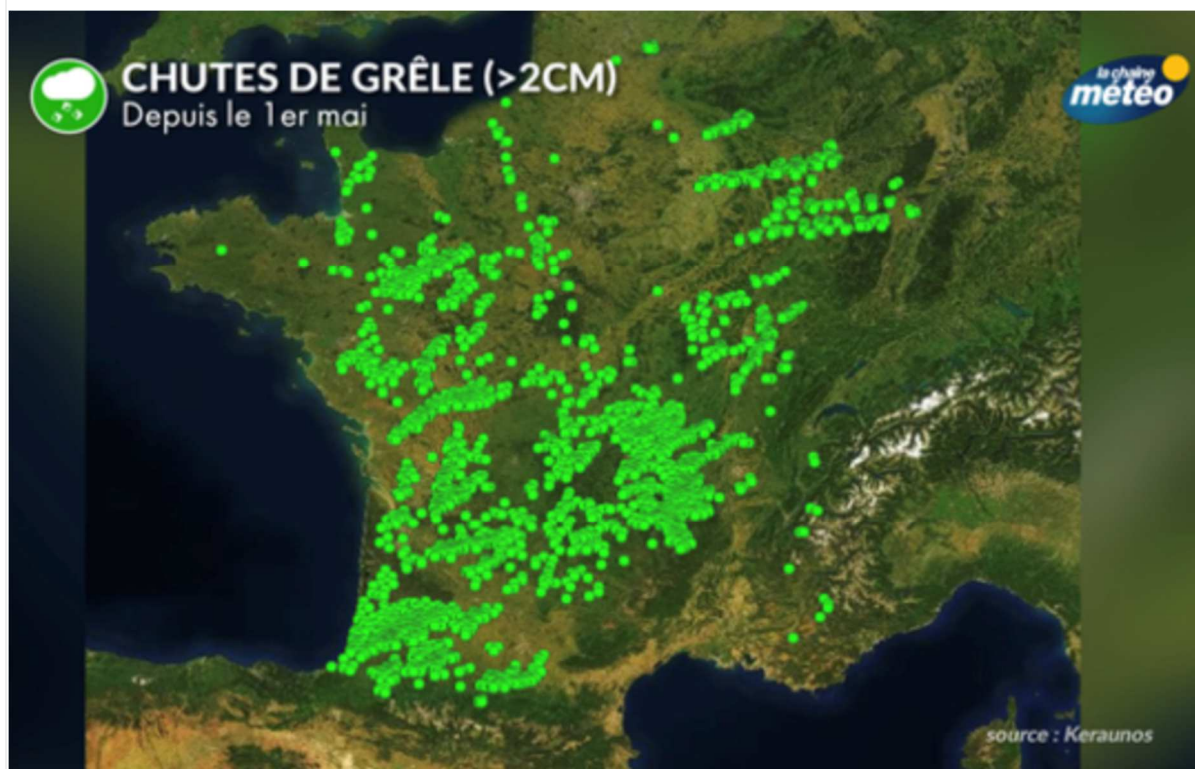 CHUTES DE GRÊLE (>2CM)
Depuis le 1er mai
la chaîne
météo
source : Keraunos